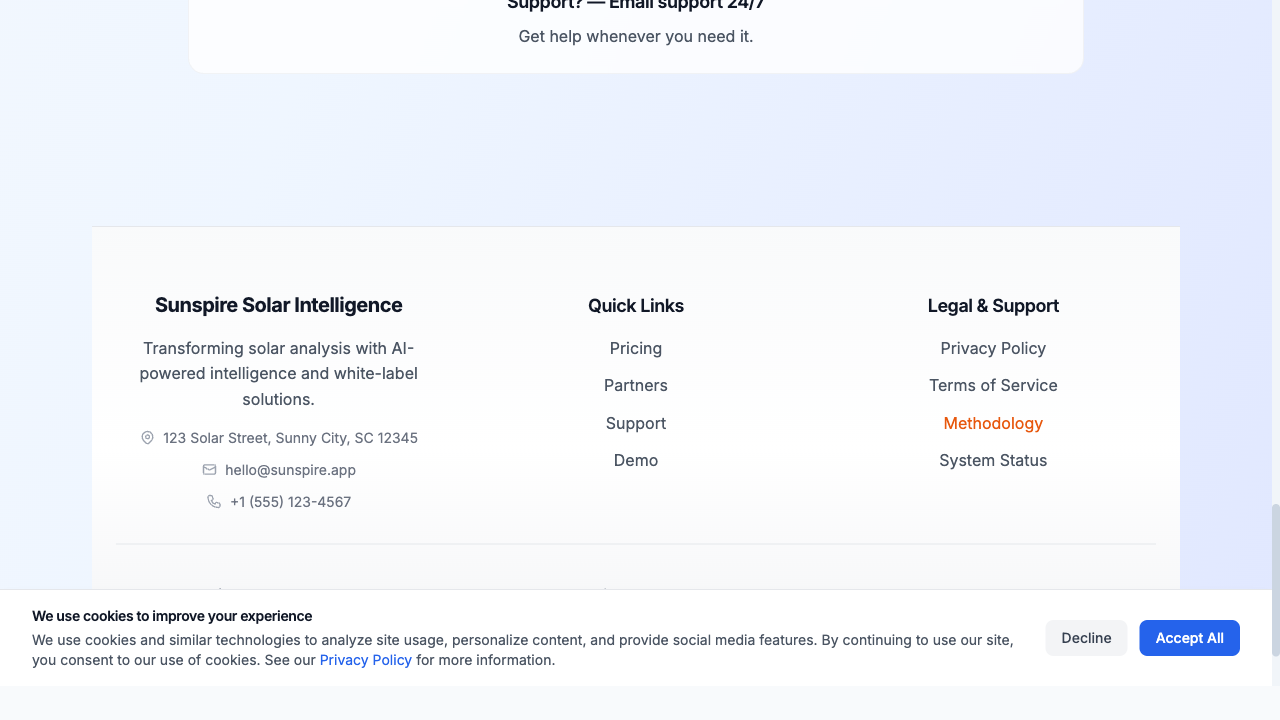 Support? — Email support 24/7
Get help whenever you need it.
Sunspire Solar Intelligence
Transforming solar analysis with AI-
powered intelligence and white-label
solutions.
123 Solar Street, Sunny City, SC 12345
hello@sunspire.app
+1 (555) 123-4567
Quick Links
Pricing
Partners
Support
Demo
Legal & Support
Privacy Policy
Terms of Service
Methodology
System Status
We use cookies to improve your experience
We use cookies and similar technologies to analyze site usage, personalize content, and provide social media features. By continuing to use our site,
you consent to our use of cookies. See our Privacy Policy for more information.
Decline
Accept All